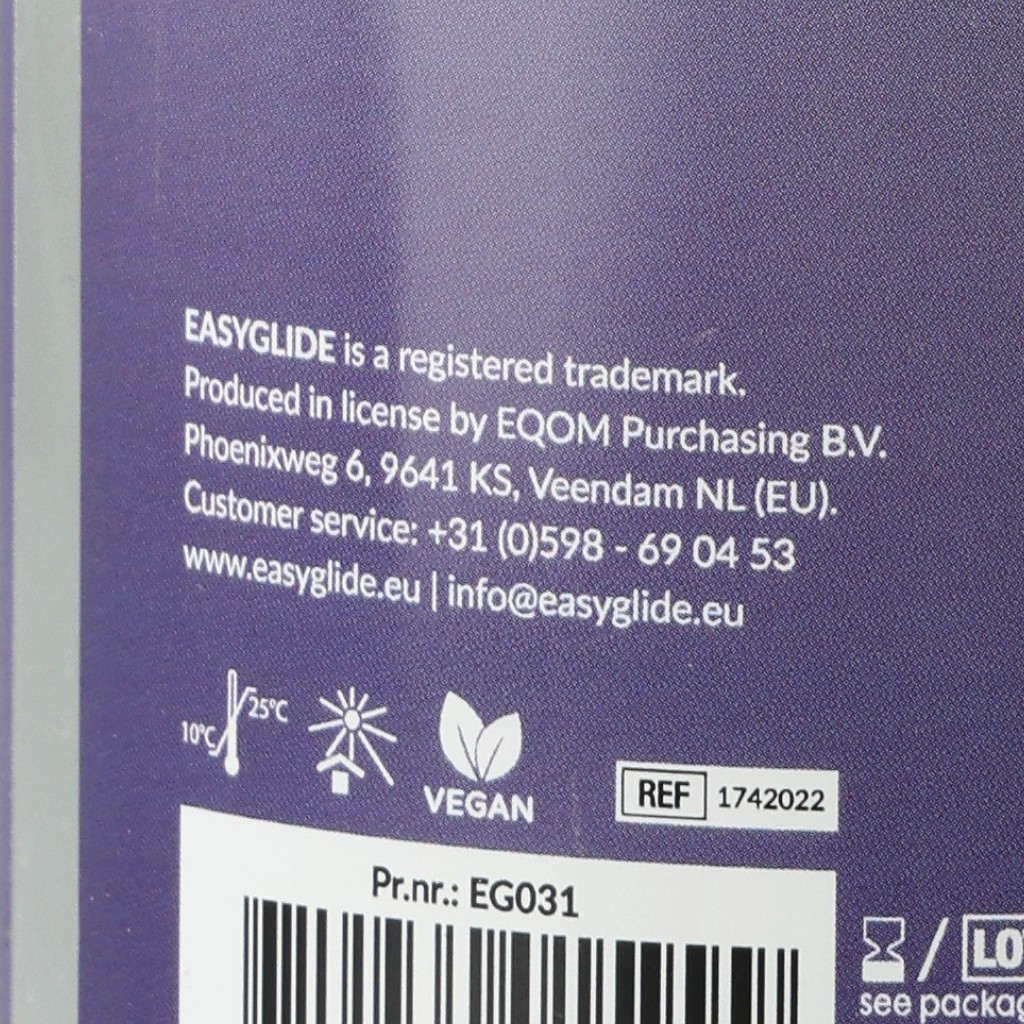 EASYGLIDE is a registered trademark.
Produced in license by EQOM Purchasing B.V.
Phoenixweg 6, 9641 KS, Veendam NL (EU).
Customer service: +31 (0)598 - 69 04 53
www.easyglide.eu | info@easyglide.eu
10°C 25°C
VEGAN
REF 1742022
Pr.nr.: EG031
/
see